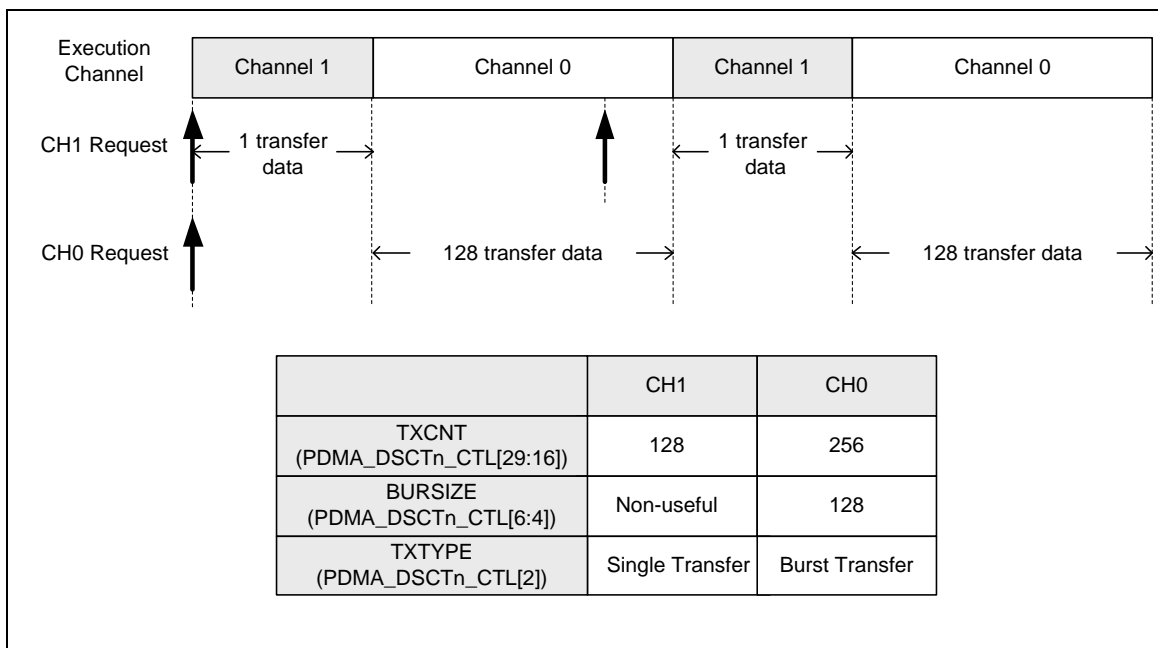 Execution
Channel
Channel 1
Channel 0
Channel 1
Channel 0
CH1 Request
1 transfer
data
1 transfer
data
CH0 Request
128 transfer data
128 transfer data
CH1
CH0
TXCNT
(PDMA_DSCTn_CTL[29:16])
128
256
BURSIZE
(PDMA_DSCTn_CTL[6:4])
Non-useful
128
TXTYPE
(PDMA_DSCTn_CTL[2])
Single Transfer
Burst Transfer